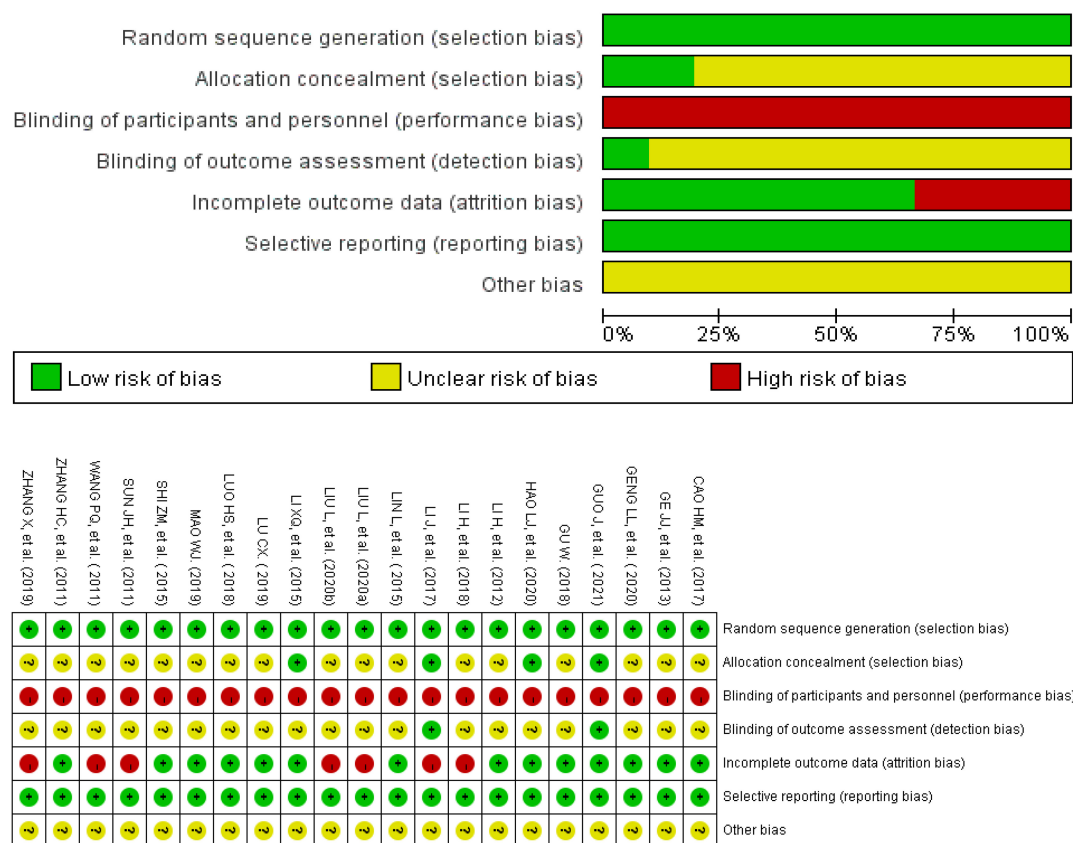 Random sequence generation (selection bias)
Allocation concealment (selection bias)
Blinding of participants and personnel (performance bias)
Blinding of outcome assessment (detection bias)
Incomplete outcome data (attrition bias)
Selective reporting (reporting bias)
Other bias
0% 25% 50% 75% 100%
Low risk of bias Unclear risk of bias High risk of bias
ZHANG X, et al. (2019)
ZHANG HC, et al. (2011)
WANG PQ, et al. ( 2011)
SUN JH, et al. (2011)
SHI ZM, et al. ( 2015)
MAO WJ. (2019)
LUO HS, et al. ( 2018)
LU CX. ( 2019)
LI XQ, et al. (2015)
LIU L, et al. (2020b)
LIU L, et al. (2020a)
LIN L, et al. ( 2015)
LI J, et al. (2017)
LI H, et al. (2018)
LI H, et al. (2012)
HAO LJ, et al. (2020)
GU W. (2018)
GUO J, et al. ( 2021)
GENG LL, et al. (2020)
GE JJ, et al. (2013)
CAO HM, et al. (2017)
+ + + + + + + + + + + + + + + + + + + + + Random sequence generation (selection bias)
? ? ? ? ? ? ? ? + ? ? ? + ? ? + ? + ? ? ? Allocation concealment (selection bias)
- - - - - - - - - - - - - - - - - - - - - Blinding of participants and personnel (performance bias)
? ? ? ? ? ? ? ? ? ? ? ? + ? ? ? ? + ? ? ? Blinding of outcome assessment (detection bias)
- + - - + + + + + - - + - - + + + + + + + Incomplete outcome data (attrition bias)
+ + + + + + + + + + + + + + + + + + + + + Selective reporting (reporting bias)
? ? ? ? ? ? ? ? ? ? ? ? ? ? ? ? ? ? ? ? ? Other bias